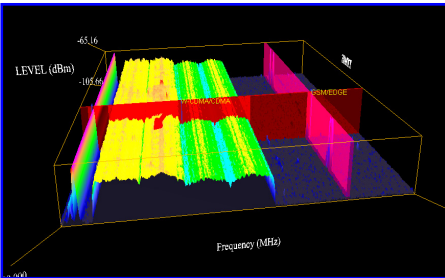 -65.16
LEVEL (dBm)
-105.66
W-CDMA/CDMA
GSM/EDGE
Frequency (MHz)